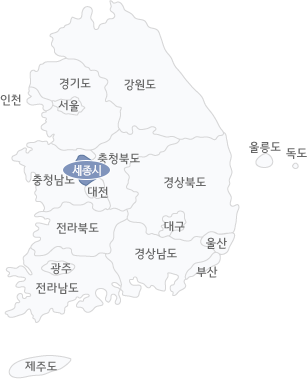 경기도
강원도
서울
인천
울릉도
독도
충청북도
세종시
충청남도
대전
경상북도
전라북도
대구
울산
경상남도
광주
부산
전라남도
제주도